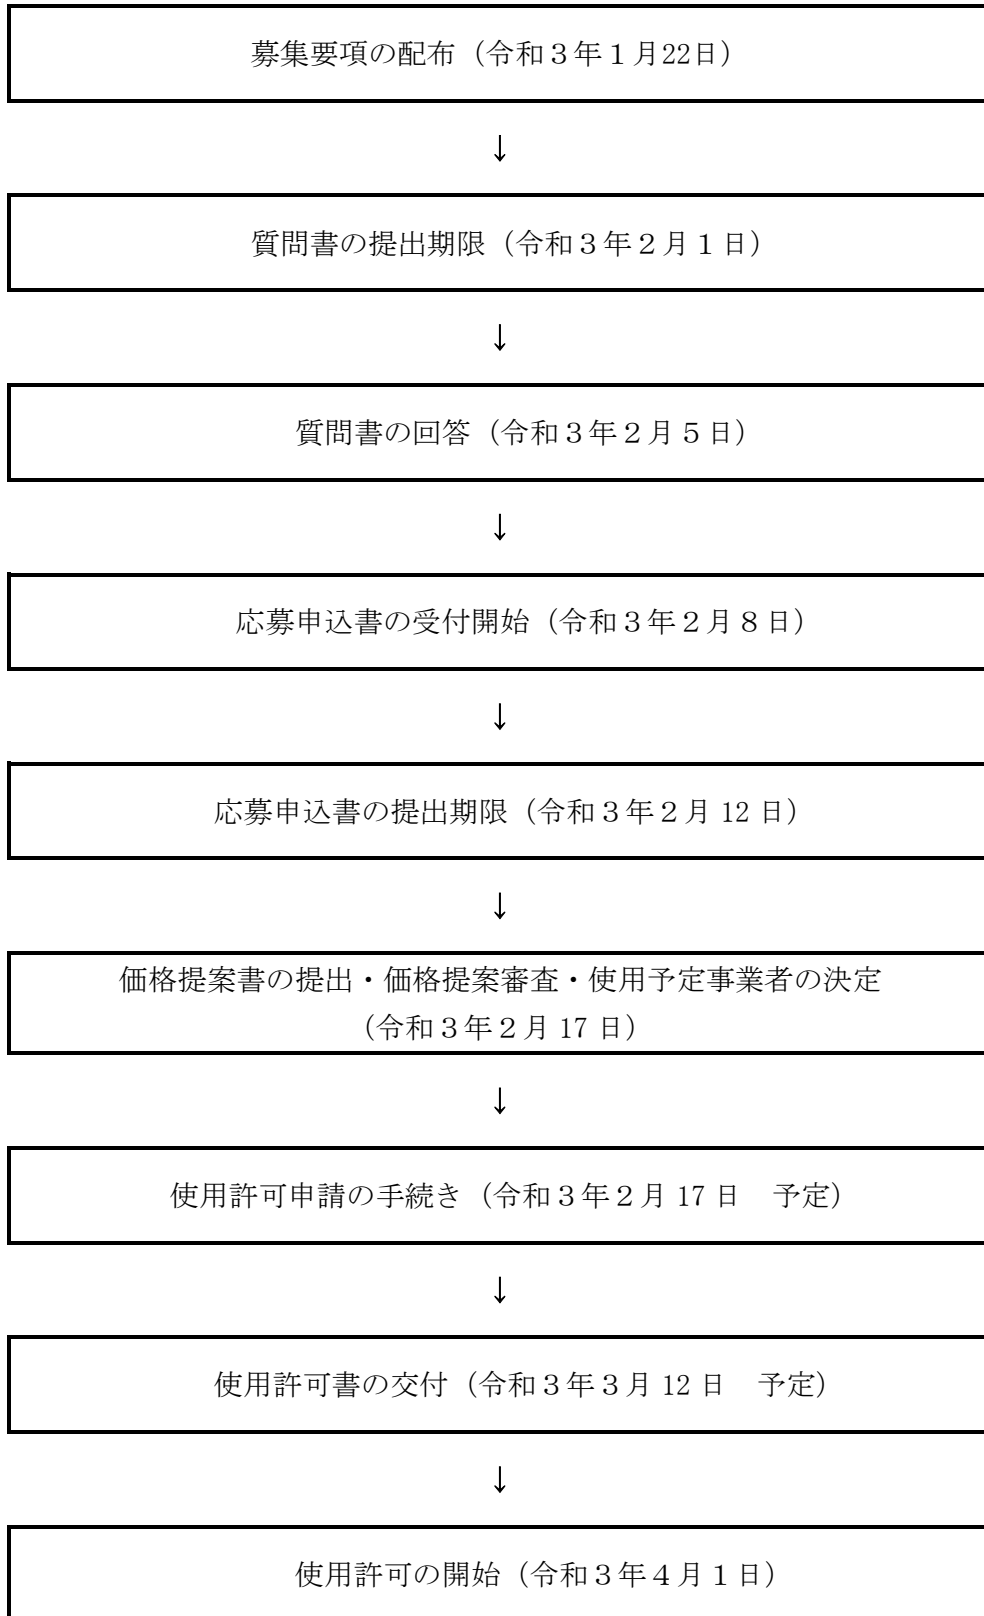 募集要項の配布（令和３年１月22日）
↓
質問書の提出期限（令和３年２月１日）
↓
質問書の回答（令和３年２月５日）
↓
応募申込書の受付開始（令和３年２月８日）
↓
応募申込書の提出期限（令和３年２月 12 日）
↓
価格提案書の提出・価格提案審査・使用予定事業者の決定
（令和３年２月 17 日）
↓
使用許可申請の手続き（令和３年２月 17 日　予定）
↓
使用許可書の交付（令和３年３月 12 日　予定）
↓
使用許可の開始（令和３年４月１日）